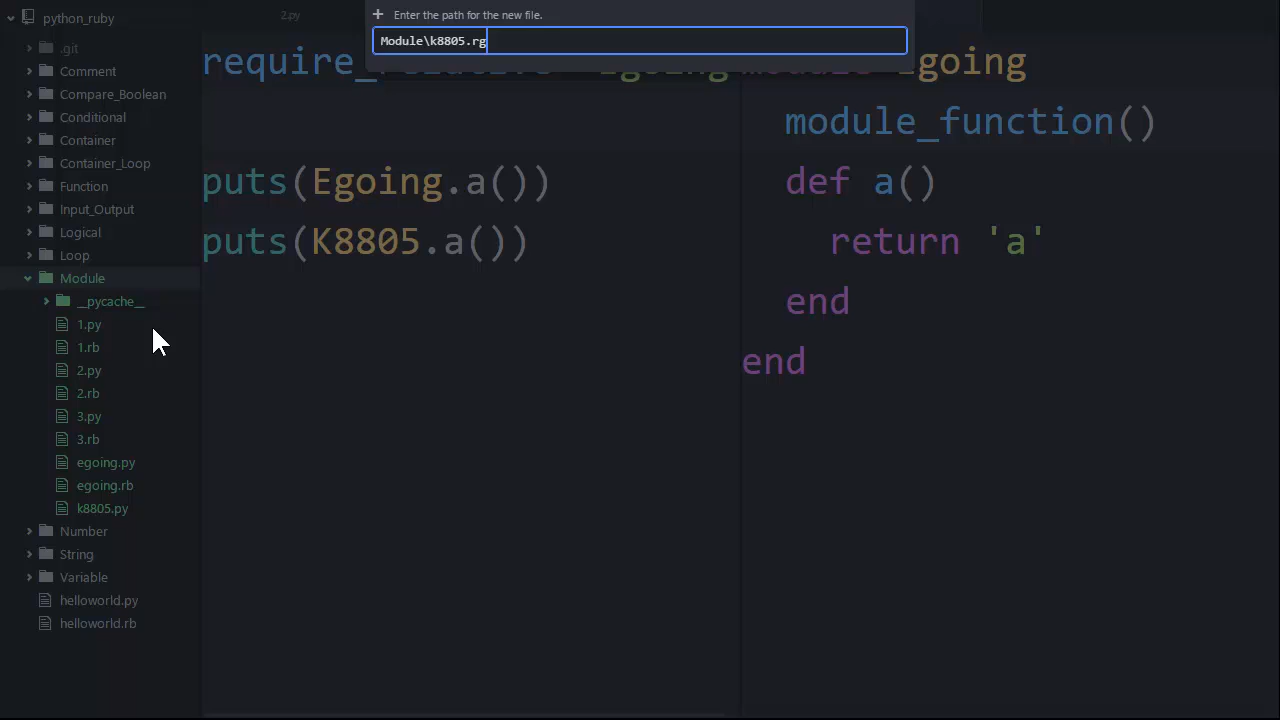 python_ruby
.git
Comment
Compare_Boolean
Conditional
Container
Container_Loop
Function
Input_Output
Logical
Loop
Module
__pycache__
1.py
1.rb
2.py
2.rb
3.py
3.rb
egoing.py
egoing.rb
k8805.py
Number
String
Variable
helloworld.py
helloworld.rb
2.py
Enter the path for the new file.
Module\k8805.rg
require_relative
puts(Egoing.a())
puts(K8805.a())
module Egoing
module_function()
def a()
return 'a'
end
end